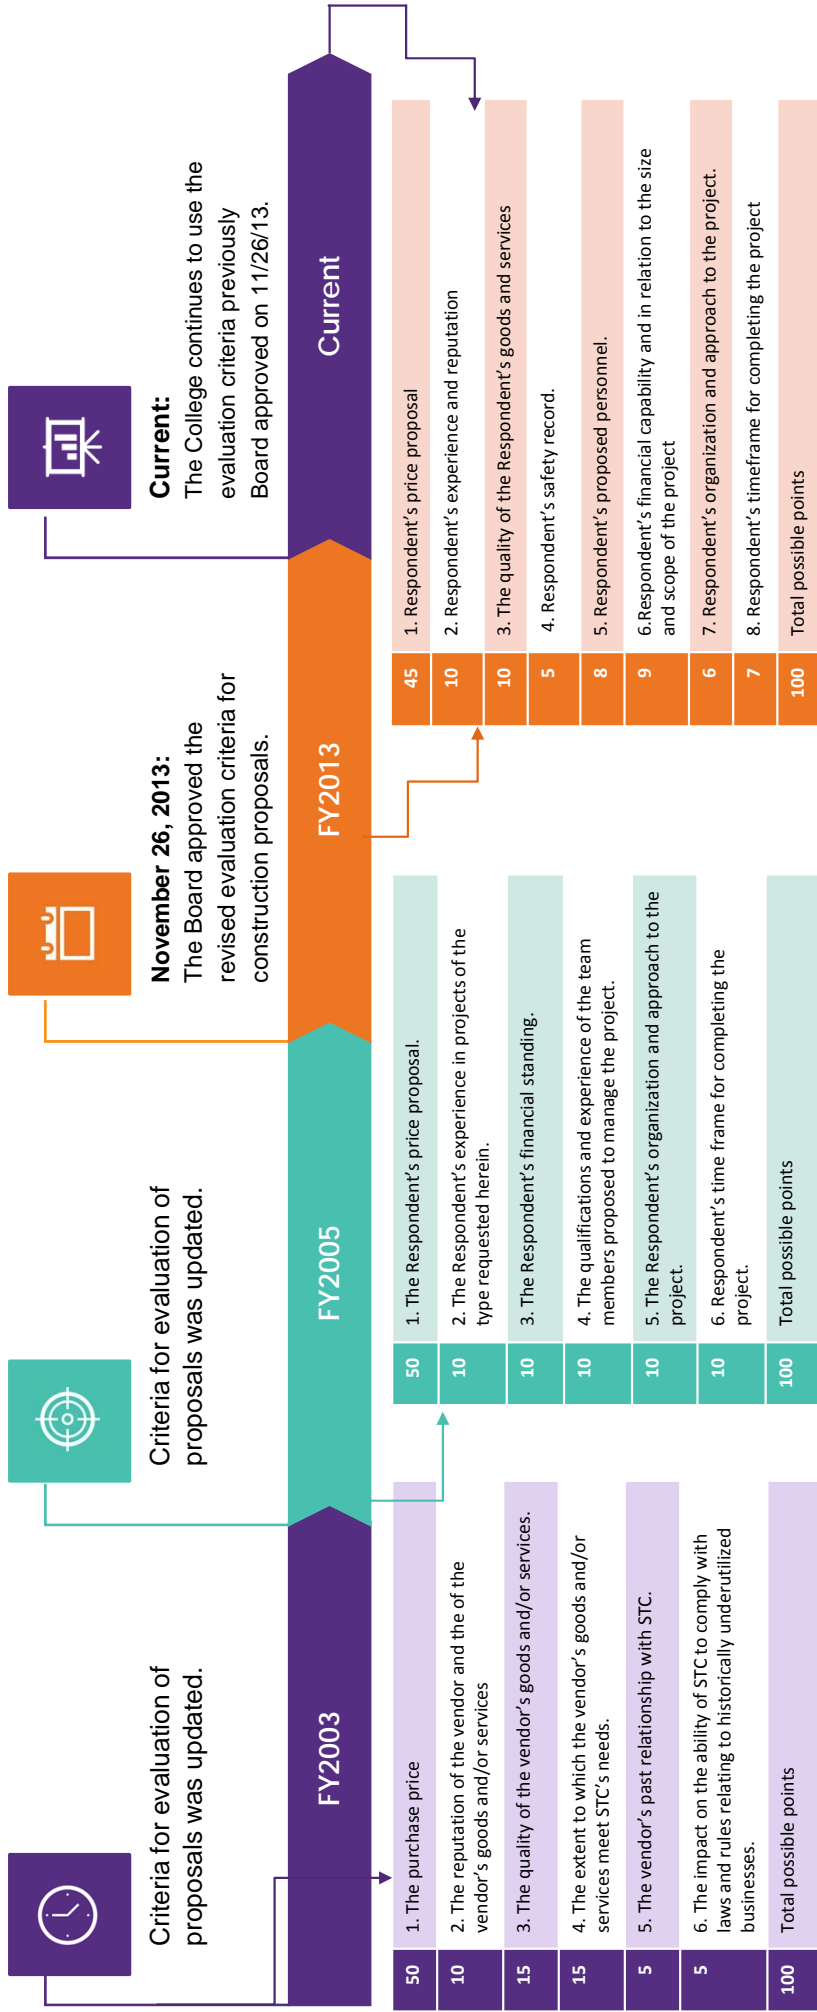 Criteria for evaluation of
proposals was updated.
Criteria for evaluation of
proposals was updated.
November 26, 2013:
The Board approved the
revised evaluation criteria for
construction proposals.
Current:
The College continues to use the
evaluation criteria previously
Board approved on 11/26/13.
FY2003
FY2005
FY2013
Current
50 1. The purchase price
10 2. The reputation of the vendor and the of the
vendor’s goods and/or services
15 3. The quality of the vendor’s goods and/or services.
15 4. The extent to which the vendor’s goods and/or
services meet STC’s needs.
5 5. The vendor’s past relationship with STC.
5 6. The impact on the ability of STC to comply with
laws and rules relating to historically underutilized
businesses.
100 Total possible points
50 1. The Respondent’s price proposal.
10 2. The Respondent’s experience in projects of the
type requested herein.
10 3. The Respondent’s financial standing.
10 4. The qualifications and experience of the team
members proposed to manage the project.
10 5. The Respondent’s organization and approach to the
project.
10 6. Respondent’s time frame for completing the
project.
100 Total possible points
45 1. Respondent’s price proposal
10 2. Respondent’s experience and reputation
10 3. The quality of the Respondent’s goods and services
5 4. Respondent’s safety record.
8 5. Respondent’s proposed personnel.
9 6.Respondent’s financial capability and in relation to the size
and scope of the project
6 7. Respondent’s organization and approach to the project.
7 8. Respondent’s timeframe for completing the project
100 Total possible points